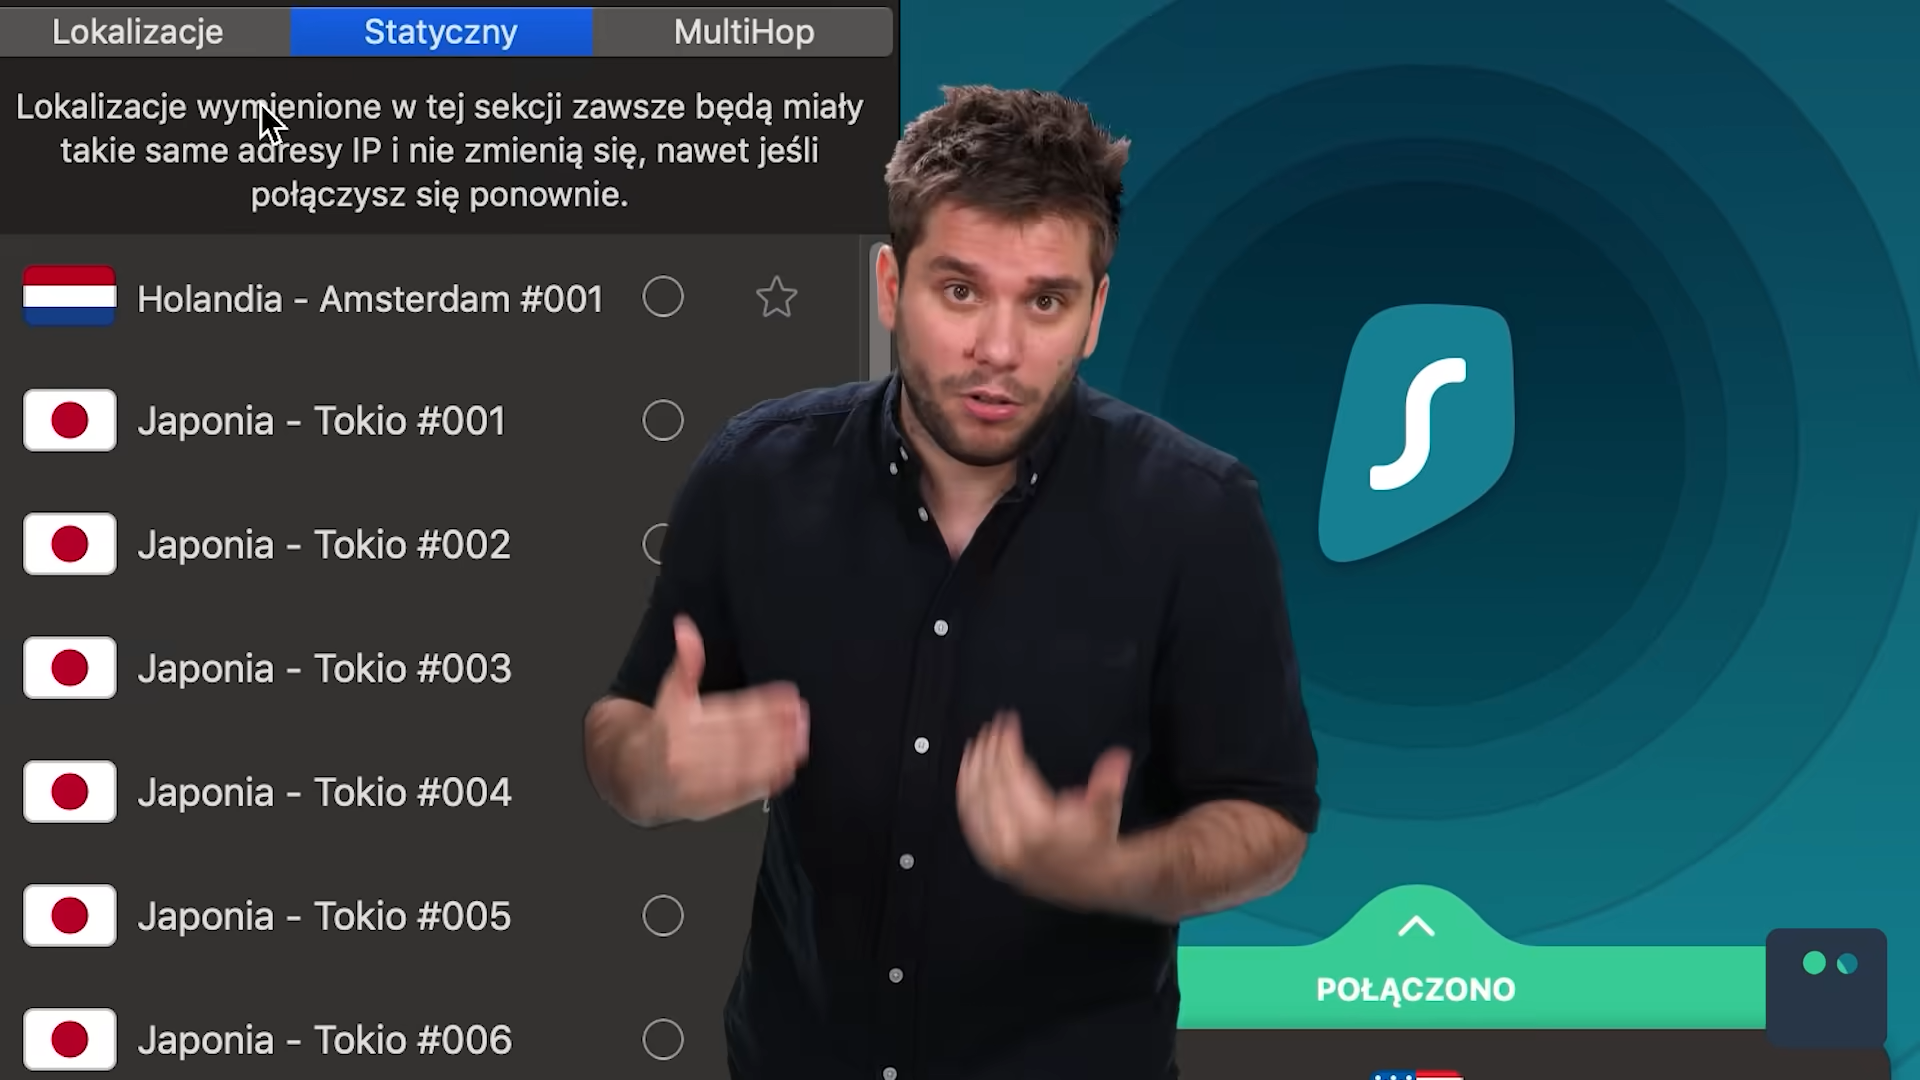 Lokalizacje
Statyczny
MultiHop
Lokalizacje wymienione w tej sekcji zawsze będą miały
takie same adresy IP i nie zmienią się, nawet jeśli
połączysz się ponownie.
Holandia - Amsterdam #001
Japonia - Tokio #001
Japonia - Tokio #002
Japonia - Tokio #003
Japonia - Tokio #004
Japonia - Tokio #005
Japonia - Tokio #006
POŁĄCZONO